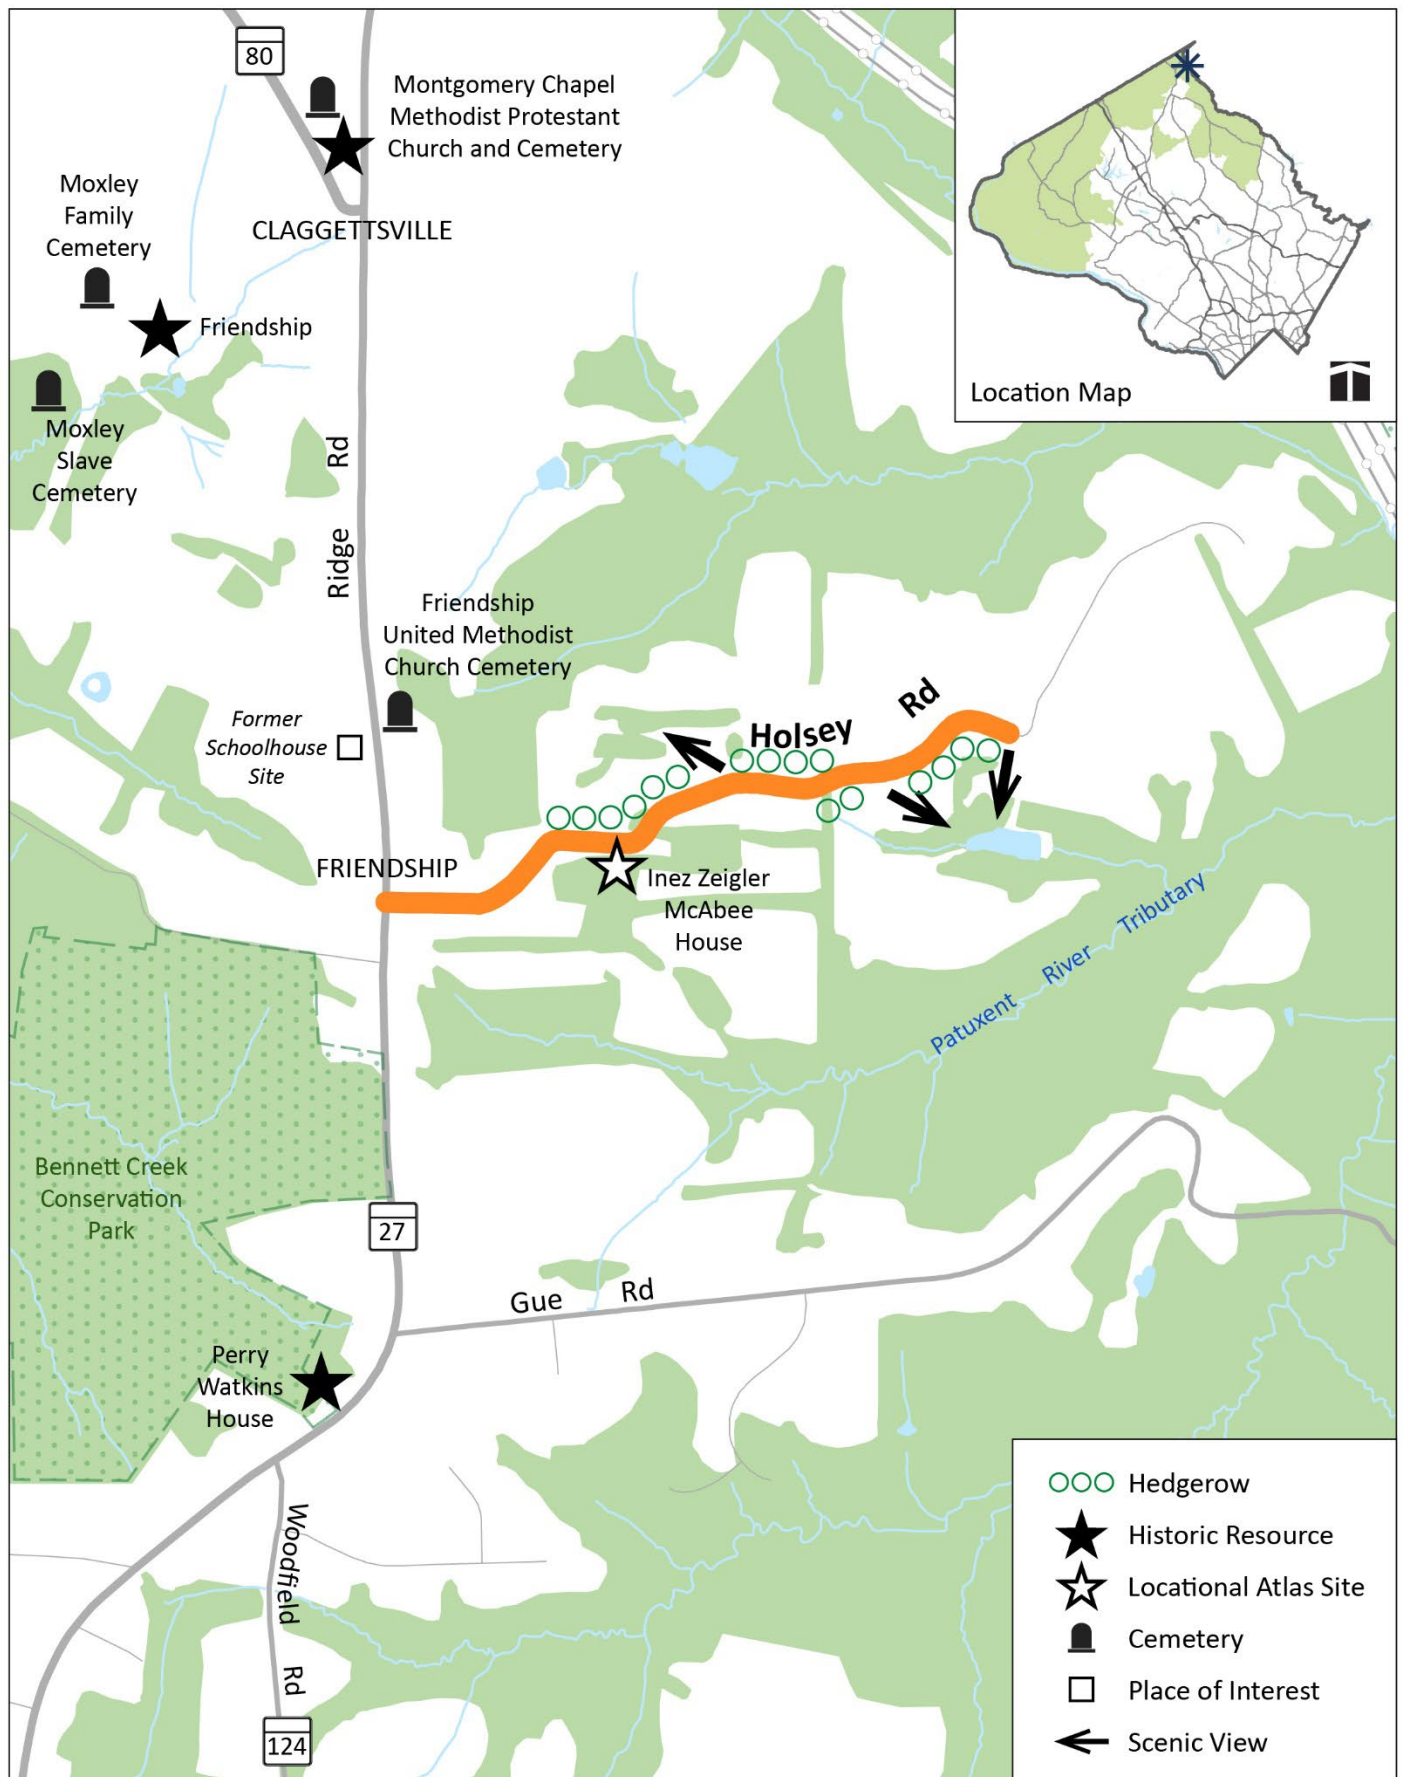 80
Montgomery Chapel
Methodist Protestant
Church and Cemetery
Moxley
Family
Cemetery
CLAGGETTSVILLE
Friendship
Moxley
Slave
Cemetery
Ridge Rd
Location Map
Friendship
United Methodist
Church Cemetery
Former
Schoolhouse
Site
Holsey Rd
FRIENDSHIP
Inez Zeigler
McAbee
House
Patuxent River Tributary
Bennett Creek
Conservation
Park
27
Gue Rd
Perry
Watkins
House
Woodfield Rd
124
Hedgerow
Historic Resource
Locational Atlas Site
Cemetery
Place of Interest
Scenic View